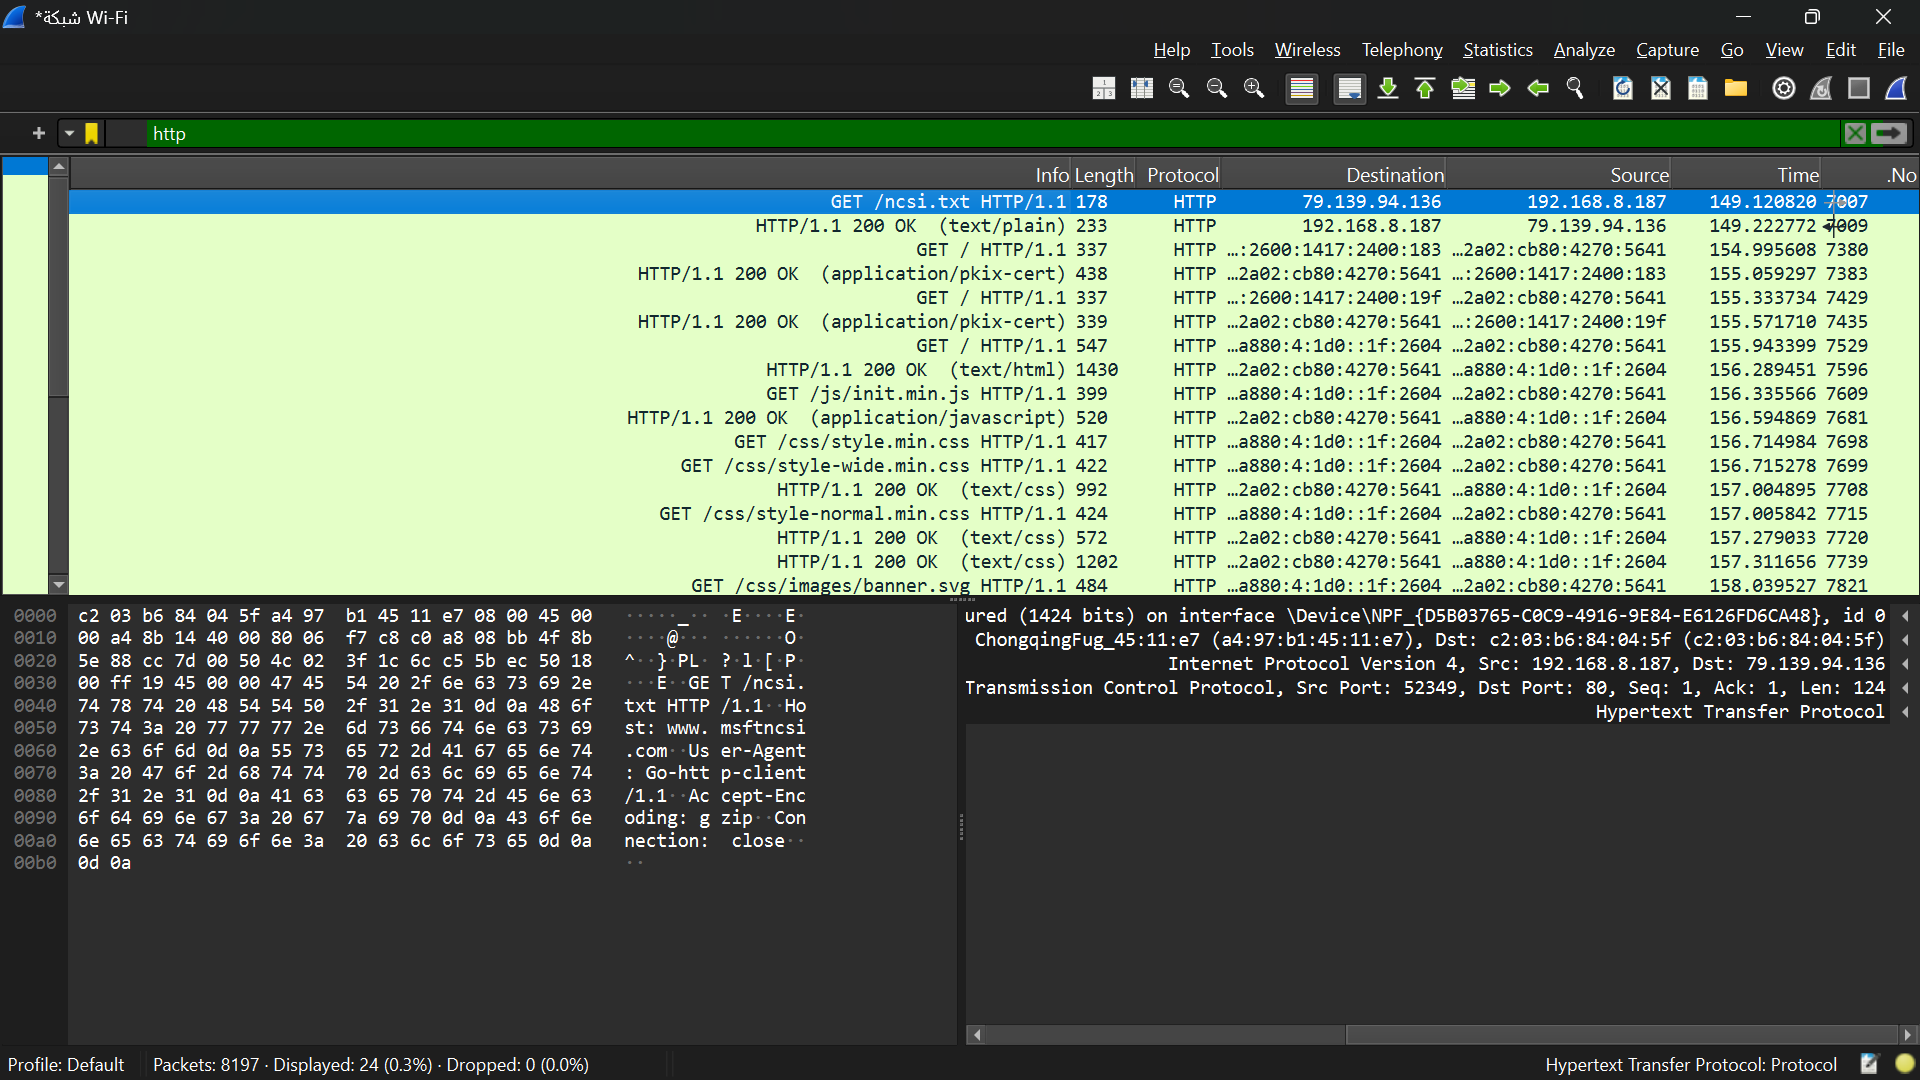 *شبكة Wi-Fi
Help Tools Wireless Telephony Statistics Analyze Capture Go View Edit File
http
Info Length Protocol Destination Source Time .No
GET /ncsi.txt HTTP/1.1 178 HTTP 79.139.94.136 192.168.8.187 149.120820 7007
HTTP/1.1 200 OK (text/plain) 233 HTTP 192.168.8.187 79.139.94.136 149.222772 7009
GET / HTTP/1.1 337 HTTP …:2600:1417:2400:183 …2a02:cb80:4270:5641 154.995608 7380
HTTP/1.1 200 OK (application/pkix-cert) 438 HTTP …2a02:cb80:4270:5641 …:2600:1417:2400:183 155.059297 7383
GET / HTTP/1.1 337 HTTP …:2600:1417:2400:19f …2a02:cb80:4270:5641 155.333734 7429
HTTP/1.1 200 OK (application/pkix-cert) 339 HTTP …2a02:cb80:4270:5641 …:2600:1417:2400:19f 155.571710 7435
GET / HTTP/1.1 547 HTTP …a880:4:1d0::1f:2604 …2a02:cb80:4270:5641 155.943399 7529
HTTP/1.1 200 OK (text/html) 1430 HTTP …2a02:cb80:4270:5641 …a880:4:1d0::1f:2604 156.289451 7596
GET /js/init.min.js HTTP/1.1 399 HTTP …a880:4:1d0::1f:2604 …2a02:cb80:4270:5641 156.335566 7609
HTTP/1.1 200 OK (application/javascript) 520 HTTP …2a02:cb80:4270:5641 …a880:4:1d0::1f:2604 156.594869 7681
GET /css/style.min.css HTTP/1.1 417 HTTP …a880:4:1d0::1f:2604 …2a02:cb80:4270:5641 156.714984 7698
GET /css/style-wide.min.css HTTP/1.1 422 HTTP …a880:4:1d0::1f:2604 …2a02:cb80:4270:5641 156.715278 7699
HTTP/1.1 200 OK (text/css) 992 HTTP …2a02:cb80:4270:5641 …a880:4:1d0::1f:2604 157.004895 7708
GET /css/style-normal.min.css HTTP/1.1 424 HTTP …a880:4:1d0::1f:2604 …2a02:cb80:4270:5641 157.005842 7715
HTTP/1.1 200 OK (text/css) 572 HTTP …2a02:cb80:4270:5641 …a880:4:1d0::1f:2604 157.279033 7720
HTTP/1.1 200 OK (text/css) 1202 HTTP …2a02:cb80:4270:5641 …a880:4:1d0::1f:2604 157.311656 7739
GET /css/images/banner.svg HTTP/1.1 484 HTTP …a880:4:1d0::1f:2604 …2a02:cb80:4270:5641 158.039527 7821
0000 c2 03 b6 84 04 5f a4 97 b1 45 11 e7 08 00 45 00 ·····_·· ·E····E·
0010 00 a4 8b 14 40 00 80 06 f7 c8 c0 a8 08 bb 4f 8b ····@··· ······O·
0020 5e 88 cc 7d 00 50 4c 02 3f 1c 6c c5 5b ec 50 18 ^··}·PL· ?·l·[·P·
0030 00 ff 19 45 00 00 47 45 54 20 2f 6e 63 73 69 2e ···E··GE T /ncsi.
0040 74 78 74 20 48 54 54 50 2f 31 2e 31 0d 0a 48 6f txt HTTP /1.1··Ho
0050 73 74 3a 20 77 77 77 2e 6d 73 66 74 6e 63 73 69 st: www. msftncsi
0060 2e 63 6f 6d 0d 0a 55 73 65 72 2d 41 67 65 6e 74 .com··Us er-Agent
0070 3a 20 47 6f 2d 68 74 74 70 2d 63 6c 69 65 6e 74 : Go-htt p-client
0080 2f 31 2e 31 0d 0a 41 63 63 65 70 74 2d 45 6e 63 /1.1··Ac cept-Enc
0090 6f 64 69 6e 67 3a 20 67 7a 69 70 0d 0a 43 6f 6e oding: g zip··Con
00a0 6e 65 63 74 69 6f 6e 3a 20 63 6c 6f 73 65 0d 0a nection: close··
00b0 0d 0a ··
ured (1424 bits) on interface \Device\NPF_{D5B03765-C0C9-4916-9E84-E6126FD6CA48}, id 0
ChongqingFug_45:11:e7 (a4:97:b1:45:11:e7), Dst: c2:03:b6:84:04:5f (c2:03:b6:84:04:5f)
Internet Protocol Version 4, Src: 192.168.8.187, Dst: 79.139.94.136
Transmission Control Protocol, Src Port: 52349, Dst Port: 80, Seq: 1, Ack: 1, Len: 124
Hypertext Transfer Protocol
Profile: Default Packets: 8197 · Displayed: 24 (0.3%) · Dropped: 0 (0.0%) Hypertext Transfer Protocol: Protocol